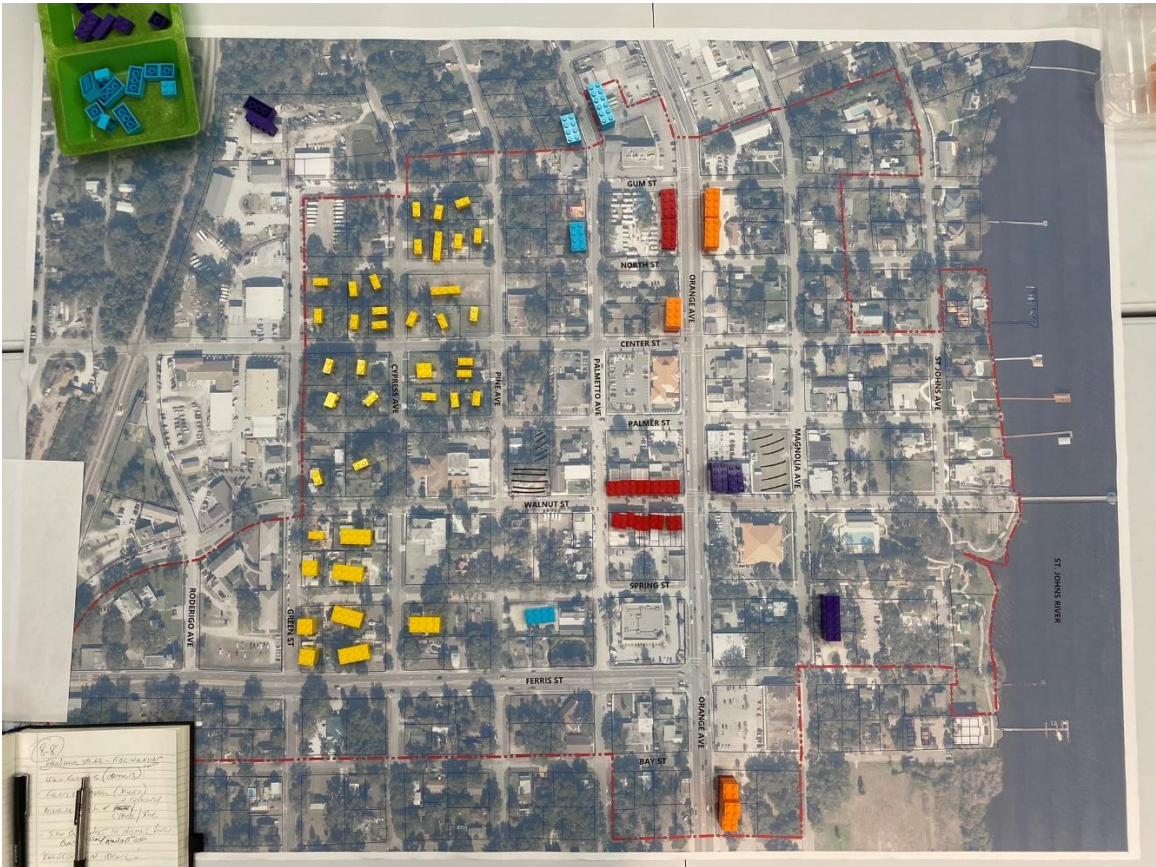 GUM ST
NORTH ST
ORANGE AVE
CENTER ST
CYPRESS AVE
PINE AVE
PALMETTO AVE
ST JOHNS AVE
PALMER ST
MAGNOLIA AVE
WALNUT ST
SPRING ST
ST. JOHNS RIVER
RODERIGO AVE
GREEN ST
FERRIS ST
ORANGE AVE
BAY ST